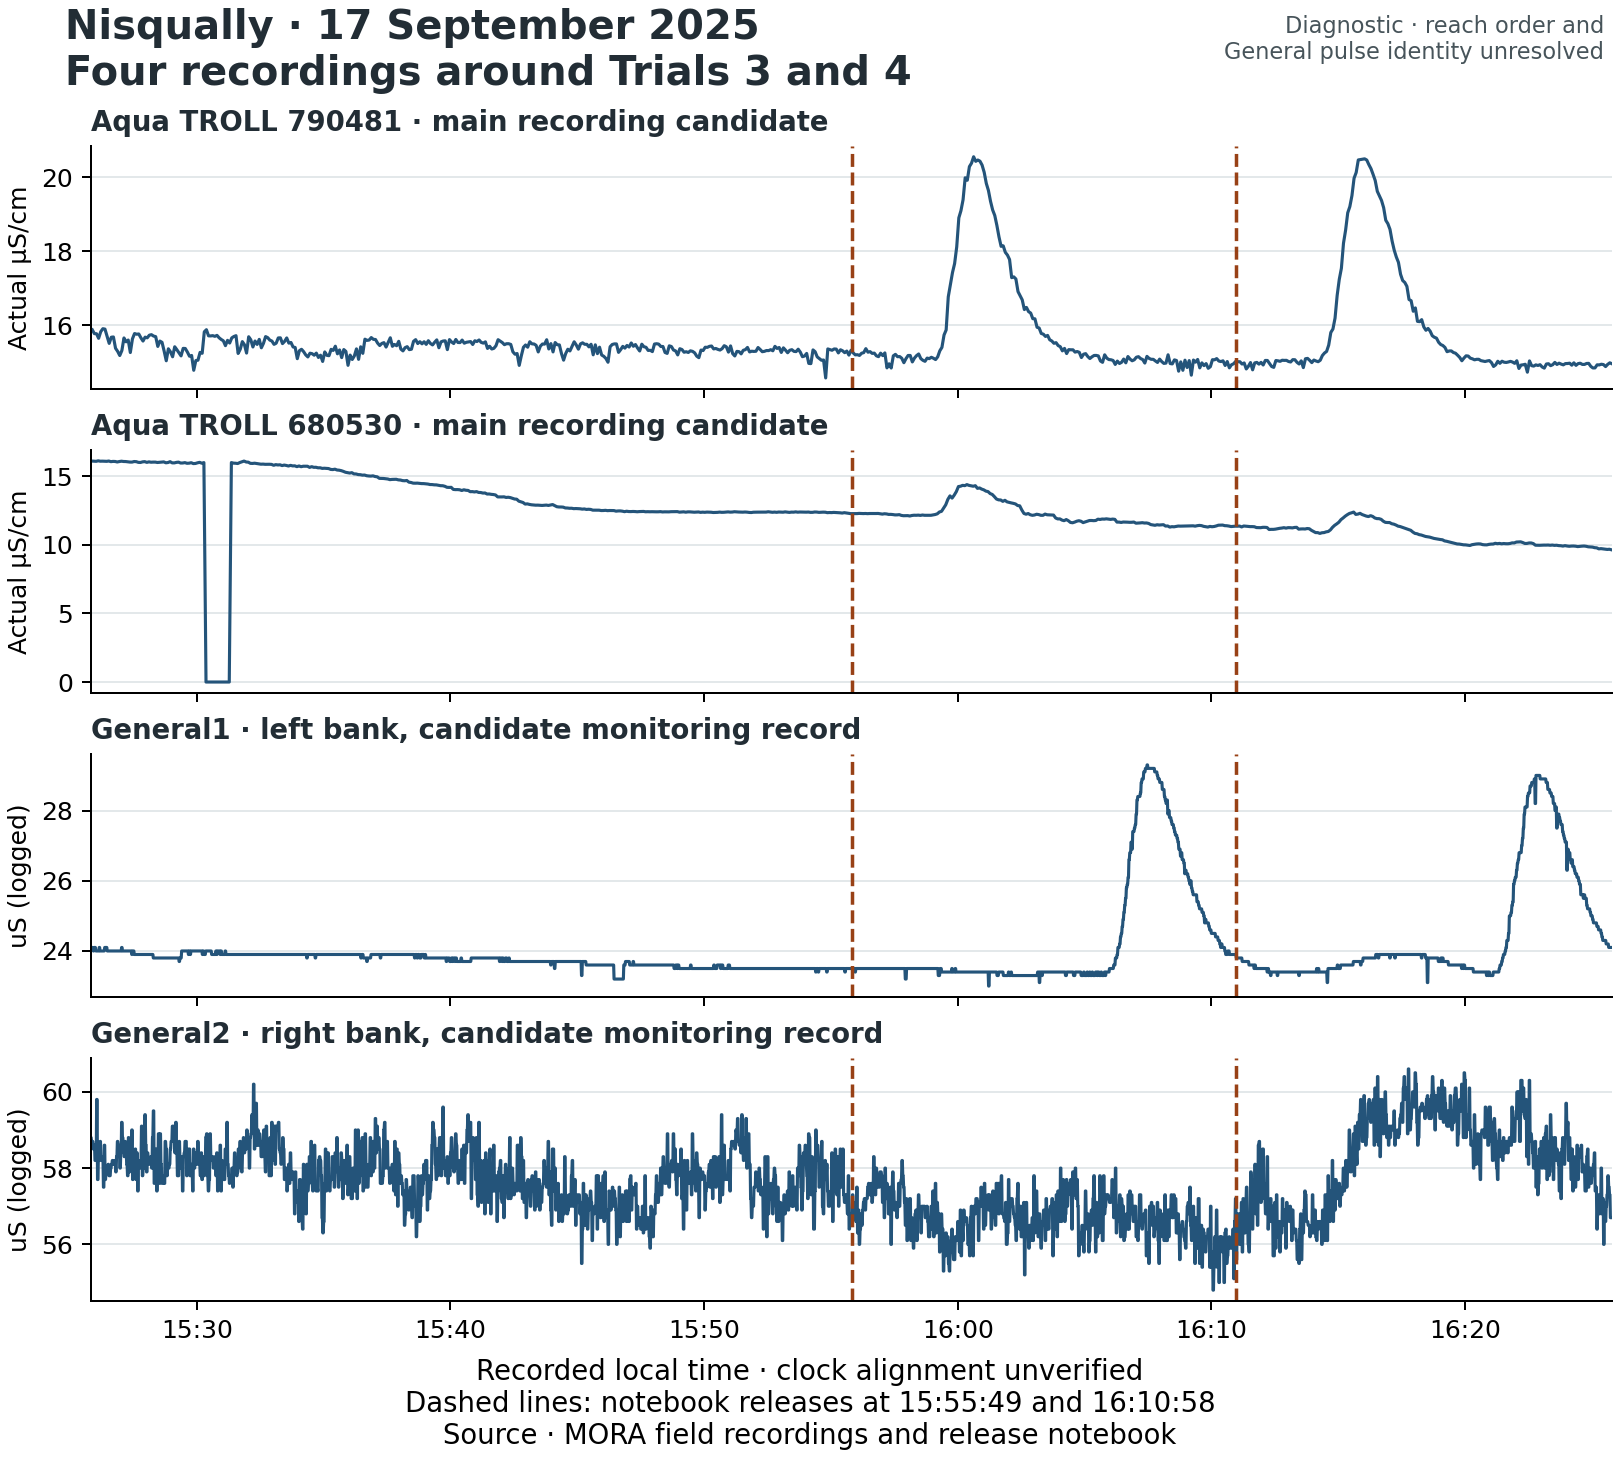 Nisqually · 17 September 2025
Four recordings around Trials 3 and 4
Diagnostic · reach order and
General pulse identity unresolved
Aqua TROLL 790481 · main recording candidate
Actual µS/cm
20
18
16
Aqua TROLL 680530 · main recording candidate
Actual µS/cm
15
10
5
0
General1 · left bank, candidate monitoring record
uS (logged)
28
26
24
General2 · right bank, candidate monitoring record
uS (logged)
60
58
56
15:30 15:40 15:50 16:00 16:10 16:20
Recorded local time · clock alignment unverified
Dashed lines: notebook releases at 15:55:49 and 16:10:58
Source · MORA field recordings and release notebook